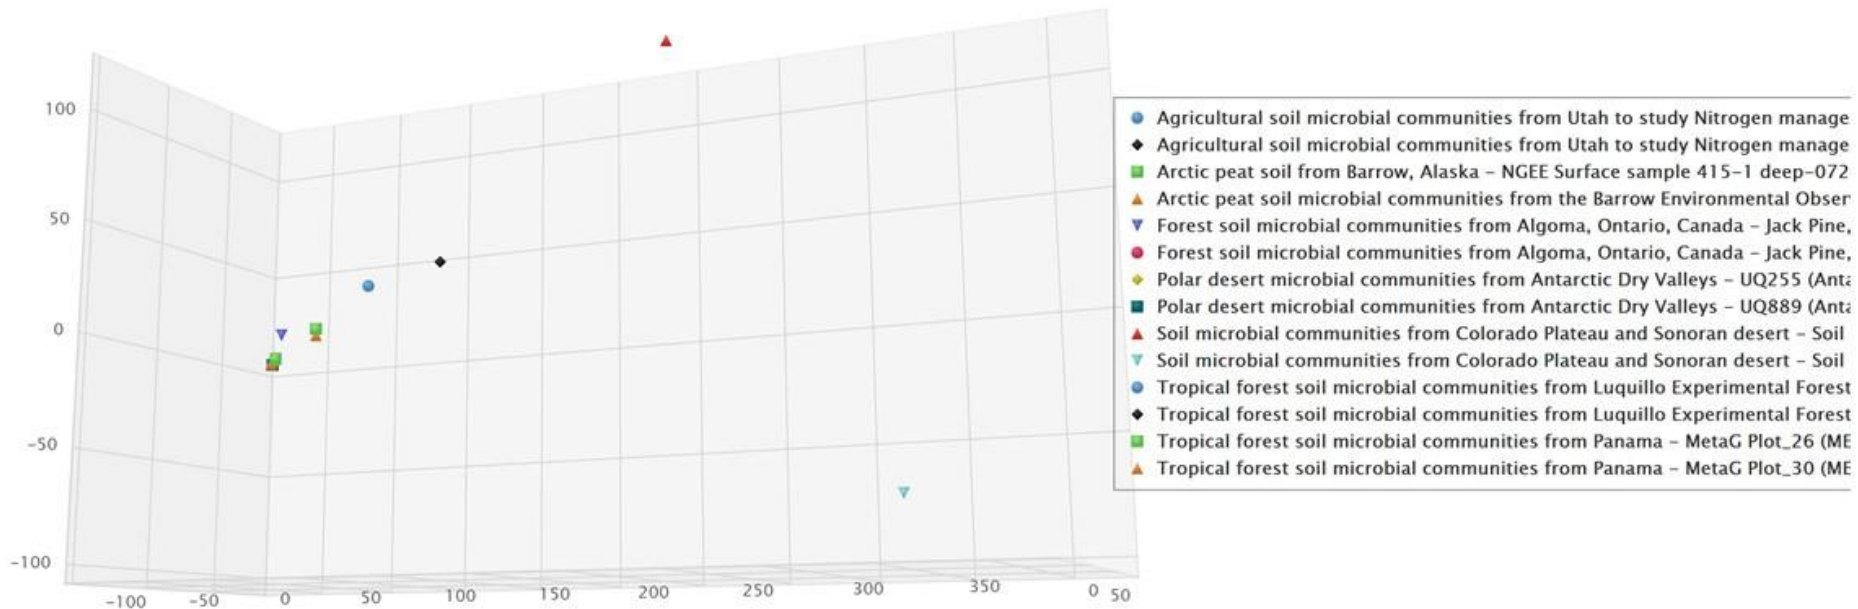 100
50
0
-50
-100
-100 -50 0 50 100 150 200 250 300 350 0 50
Agricultural soil microbial communities from Utah to study Nitrogen manage
Agricultural soil microbial communities from Utah to study Nitrogen manage
Arctic peat soil from Barrow, Alaska - NGEE Surface sample 415-1 deep-072
Arctic peat soil microbial communities from the Barrow Environmental Obser
Forest soil microbial communities from Algoma, Ontario, Canada - Jack Pine,
Forest soil microbial communities from Algoma, Ontario, Canada - Jack Pine,
Polar desert microbial communities from Antarctic Dry Valleys - UQ255 (Anta
Polar desert microbial communities from Antarctic Dry Valleys - UQ889 (Anta
Soil microbial communities from Colorado Plateau and Sonoran desert - Soil
Soil microbial communities from Colorado Plateau and Sonoran desert - Soil
Tropical forest soil microbial communities from Luquillo Experimental Forest
Tropical forest soil microbial communities from Luquillo Experimental Forest
Tropical forest soil microbial communities from Panama - MetaG Plot_26 (ME
Tropical forest soil microbial communities from Panama - MetaG Plot_30 (ME